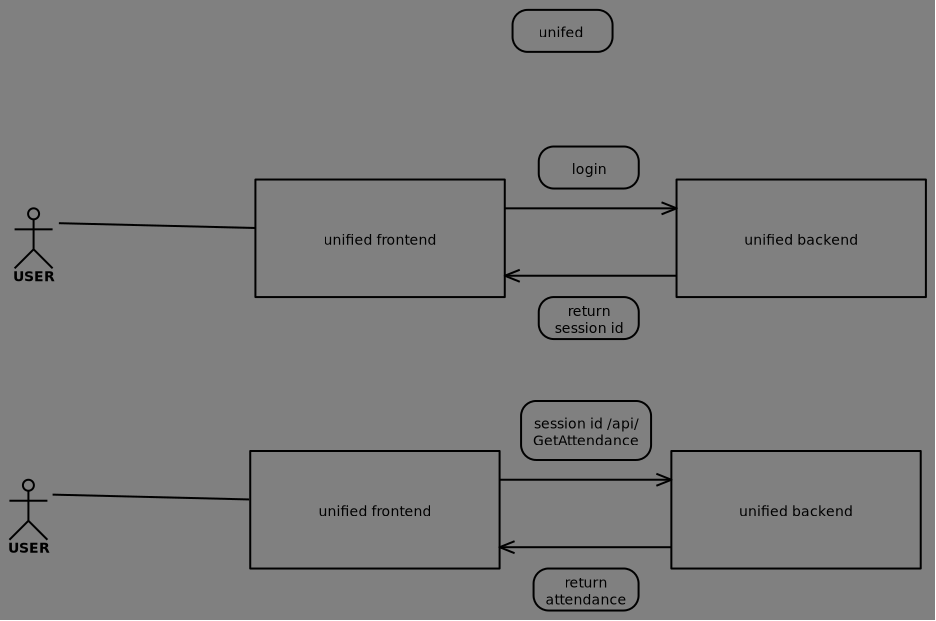 unifed
login
USER
unified frontend
unified backend
return
session id
session id /api/
GetAttendance
USER
unified frontend
unified backend
return
attendance